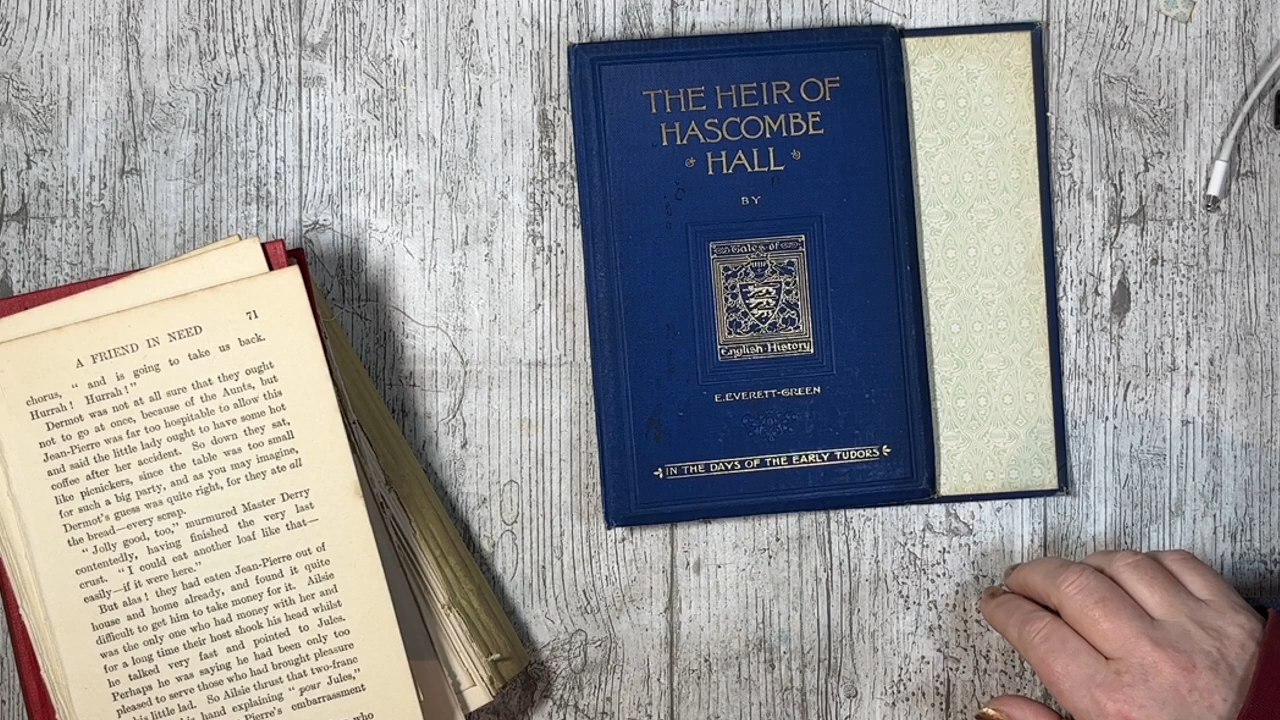 THE HEIR OF
HASCOMBE
HALL
BY
Tales of
English History
E. EVERETT-GREEN
IN THE DAYS OF THE EARLY TUDORS
A FRIEND IN NEED 71
chorus, “ and is going to take us back.
Hurrah ! Hurrah ! ”
Dermot was not at all sure that they ought
not to go at once, because of the Aunts, but
Jean-Pierre was far too hospitable to allow this
and said the little lady ought to have some hot
coffee after her accident. So down they sat,
like picnickers, since the table was too small
for such a big party, and as you may imagine,
Dermot’s guess was quite right, for they ate all
the bread—every scrap.
“ Jolly good, too,” murmured Master Derry
contentedly, having finished the very last
crust. “ I could eat another loaf like that—
easily—if it were here.”
But alas ! they had eaten Jean-Pierre out of
house and home already, and found it quite
difficult to get him to take money for it. Ailsie
was the only one who had money with her and
for a long time their host shook his head whilst
he talked very fast and pointed to Jules.
Perhaps he was saying he had been only too
pleased to serve those who had brought pleasure
his little lad. So Ailsie thrust that two-franc
hand explaining “ pour Jules,”
Pierre’s embarrassment
who